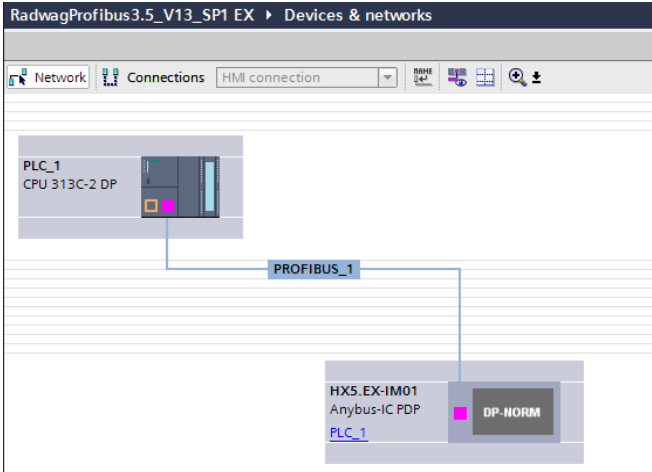 RadwagProfibus3.5_V13_SP1 EX ▸ Devices & networks
Network Connections HMI connection
PLC_1
CPU 313C-2 DP
PROFIBUS_1
HX5.EX-IM01
Anybus-IC PDP
PLC_1
DP-NORM